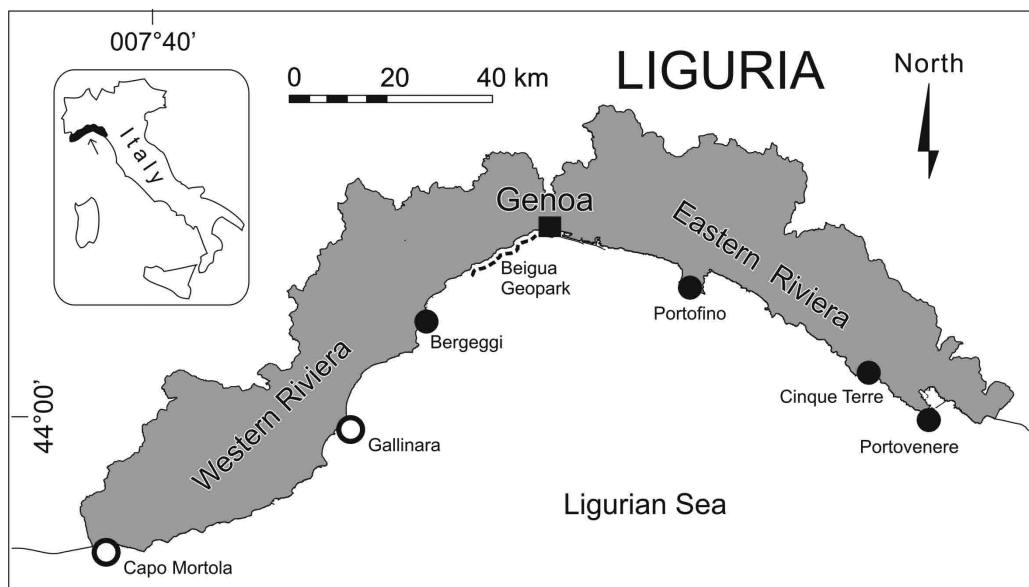 007°40'
0 20 40 km
LIGURIA
North
Italy
Genoa
Eastern Riviera
Beigua
Geopark
Portofino
Bergeggi
Western Riviera
Cinque Terre
44°00'
Gallinara
Portovenere
Ligurian Sea
Capo Mortola